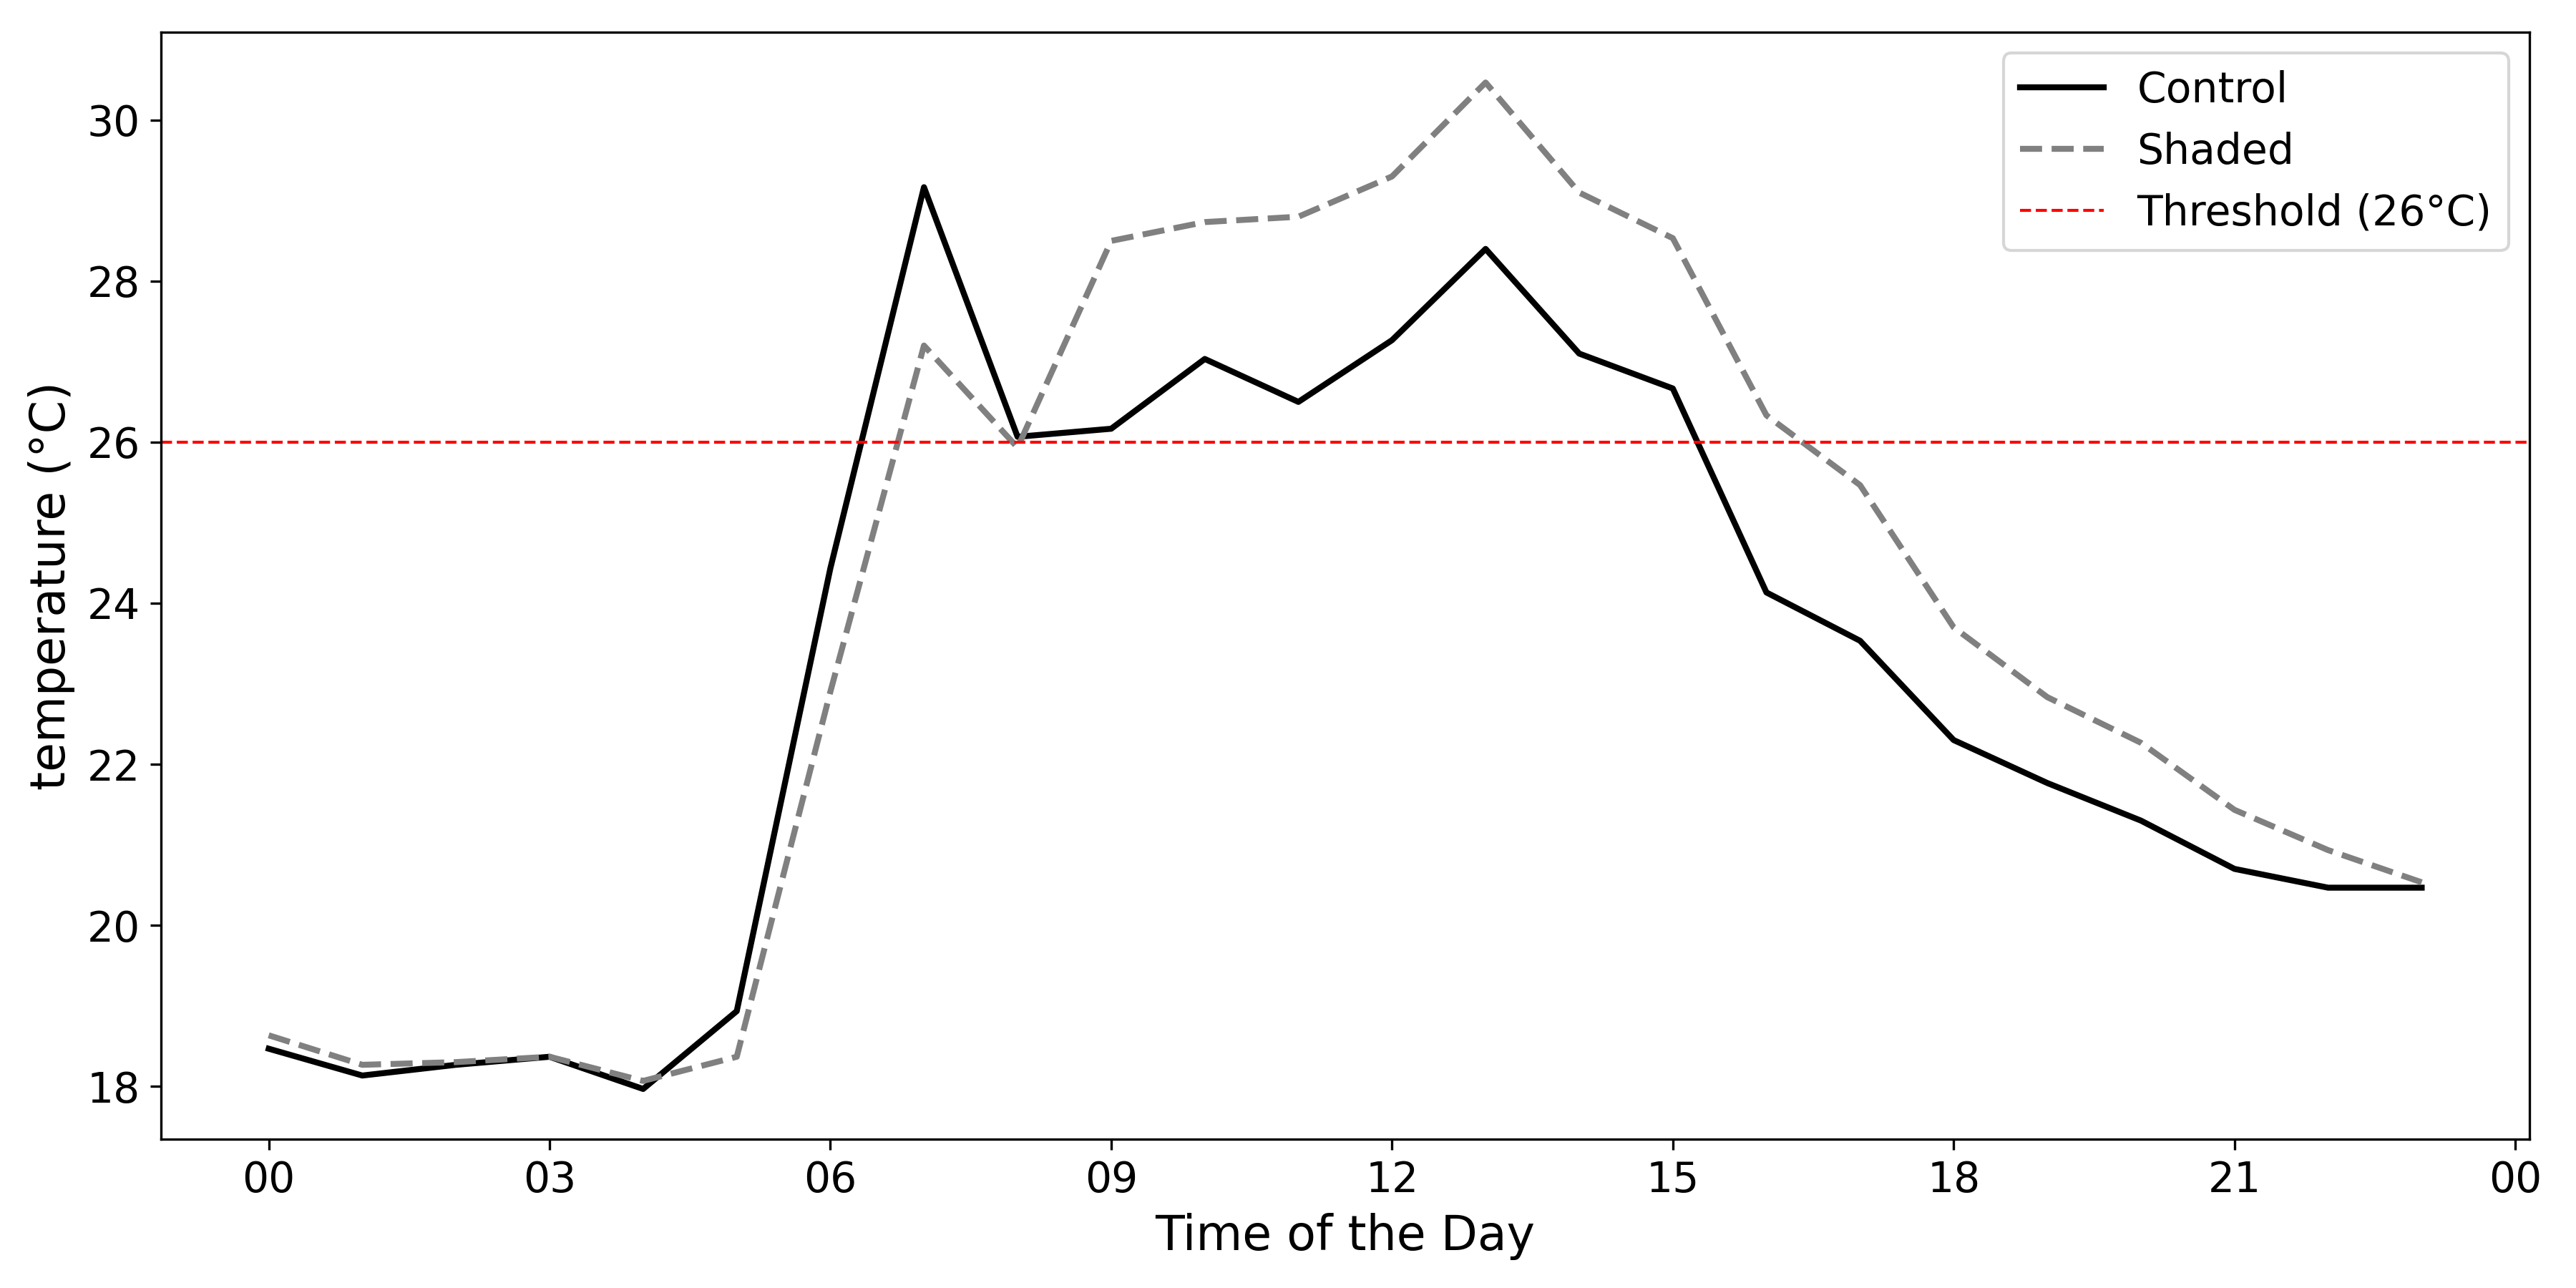 Control
Shaded
Threshold (26°C)
temperature (°C)
30
28
26
24
22
20
18
00 03 06 09 12 15 18 21 00
Time of the Day